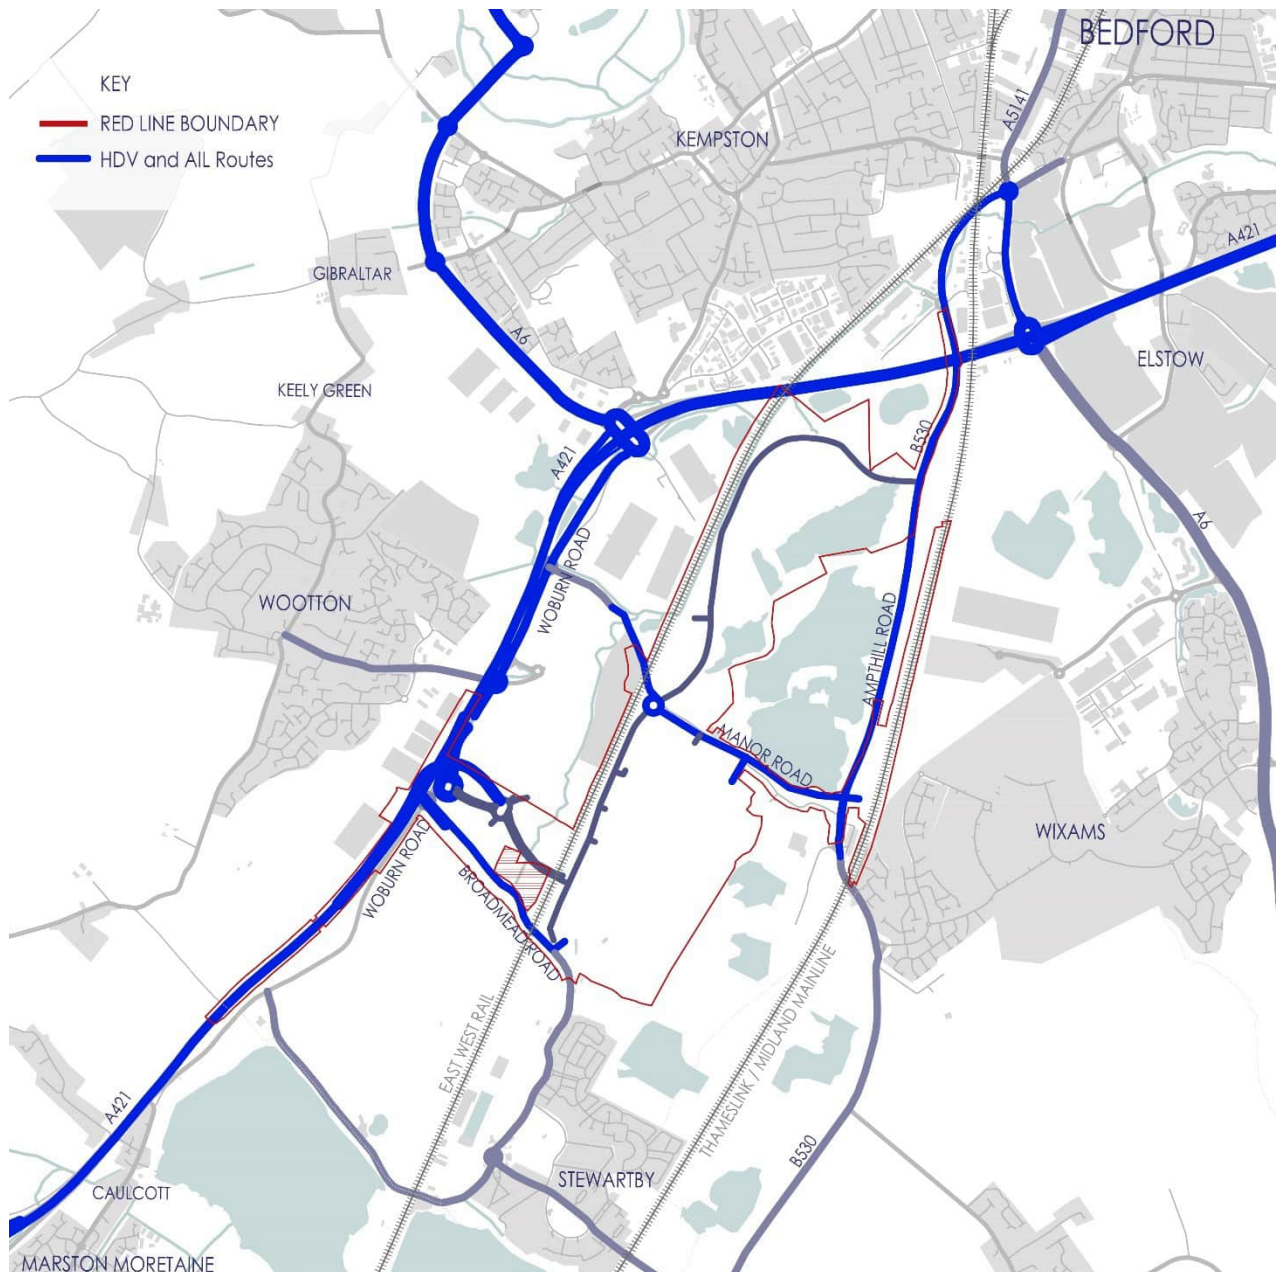 BEDFORD
KEY
RED LINE BOUNDARY
HDV and AIL Routes
A5141
KEMPSTON
A421
GIBRALTAR
A6
ELSTOW
KEELY GREEN
B530
A421
A6
WOBURN ROAD
WOOTTON
AMPTHILL ROAD
MANOR ROAD
WIXAMS
WOBURN ROAD
BROADMEAD ROAD
EAST WEST RAIL
THAMESLINK / MIDLAND MAINLINE
A421
B530
STEWARTBY
CAULCOTT
MARSTON MORETAINE